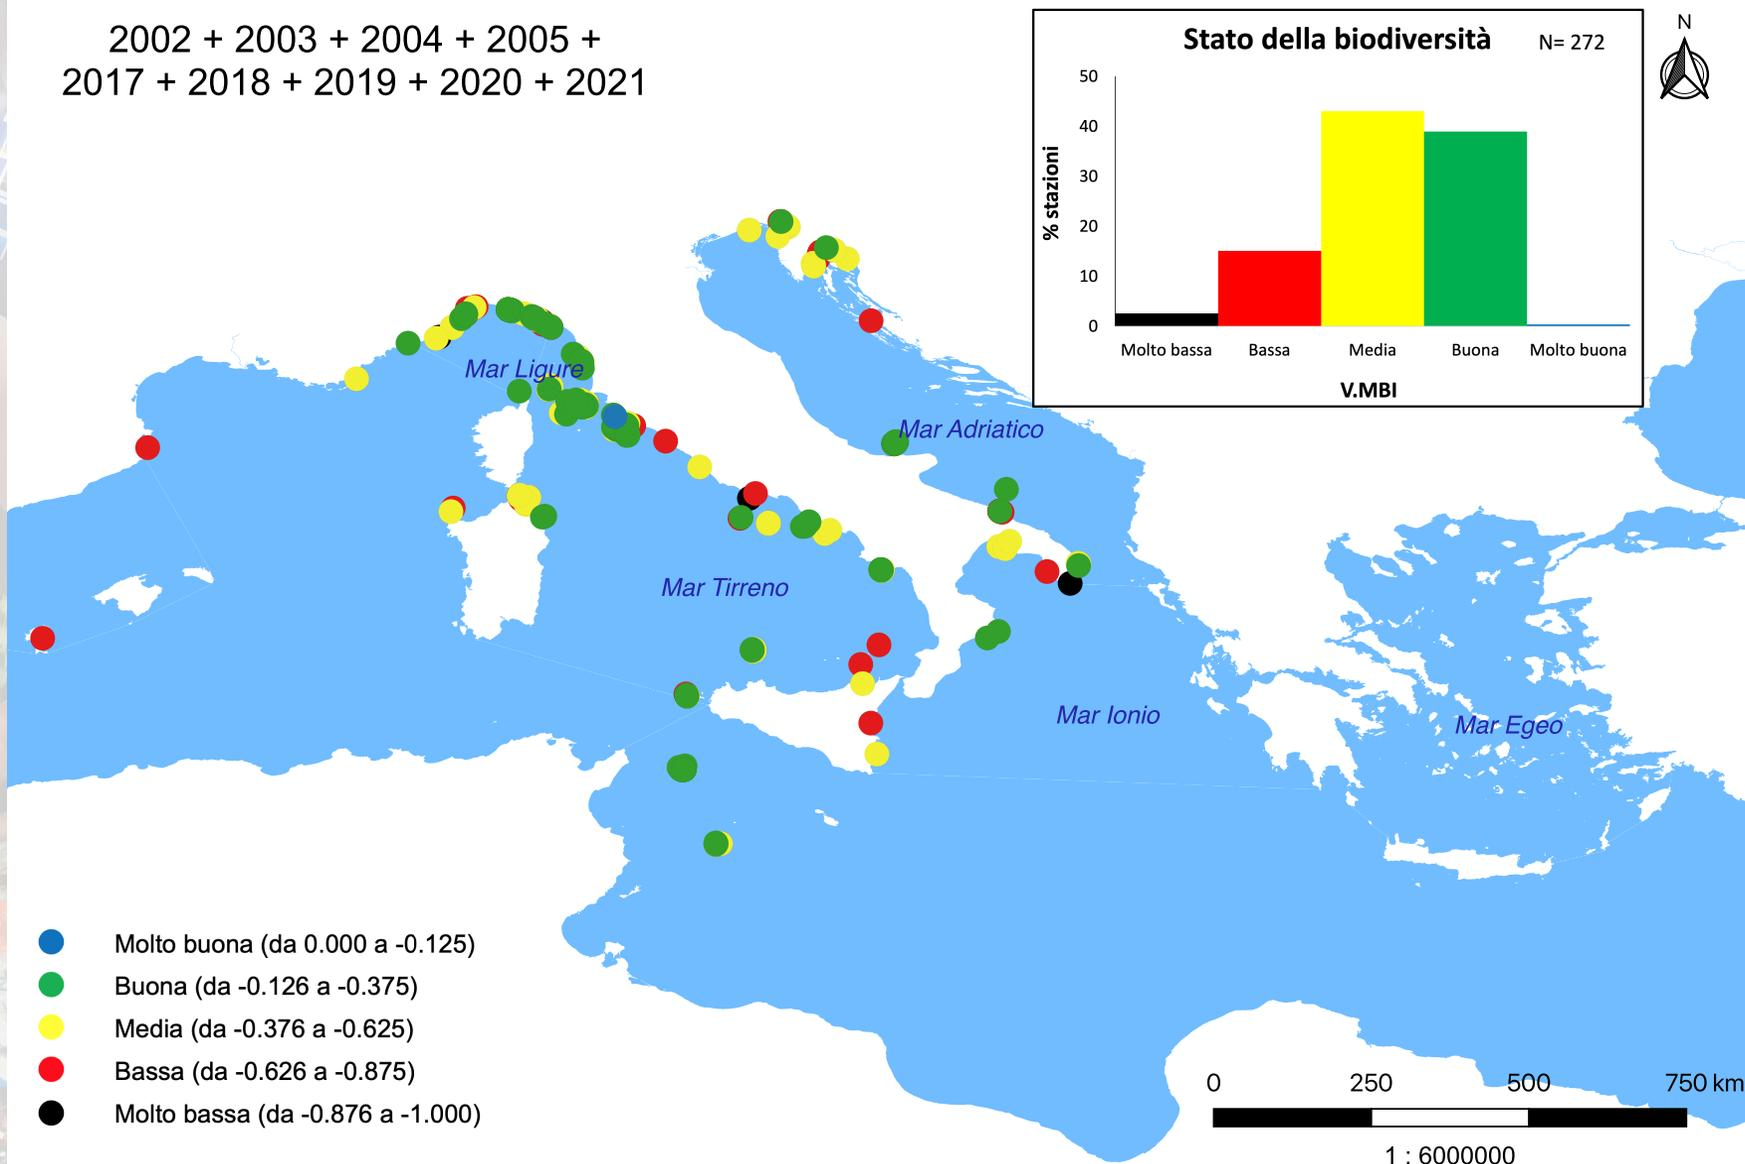 2002 + 2003 + 2004 + 2005 +
2017 + 2018 + 2019 + 2020 + 2021
Stato della biodiversità
N= 272
N
50
40
30
20
10
0
% stazioni
Molto bassa
Bassa
Media
Buona
Molto buona
V.MBI
Mar Ligure
Mar Adriatico
Mar Tirreno
Mar Ionio
Mar Egeo
Molto buona (da 0.000 a -0.125)
Buona (da -0.126 a -0.375)
Media (da -0.376 a -0.625)
Bassa (da -0.626 a -0.875)
Molto bassa (da -0.876 a -1.000)
0 250 500 750 km
1 : 6000000